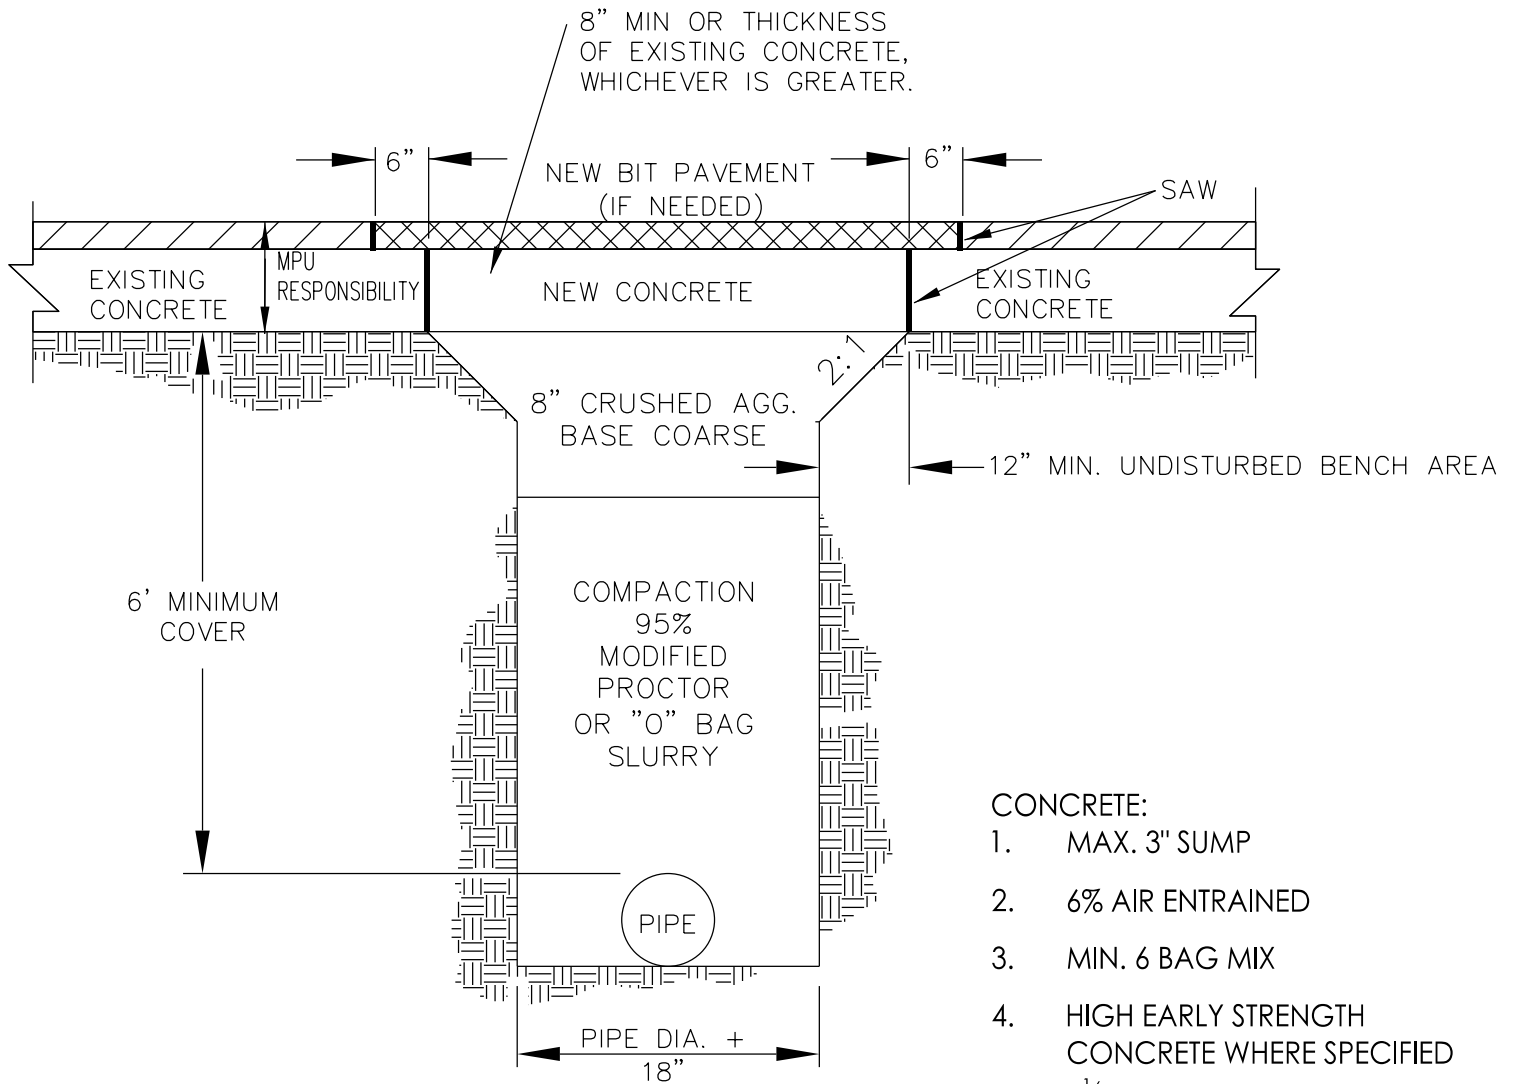 8” MIN OR THICKNESS
OF EXISTING CONCRETE,
WHICHEVER IS GREATER.
6”
6”
NEW BIT PAVEMENT
(IF NEEDED)
SAW
MPU
RESPONSIBILITY
EXISTING
CONCRETE
NEW CONCRETE
EXISTING
CONCRETE
2:1
8” CRUSHED AGG.
BASE COARSE
12” MIN. UNDISTURBED BENCH AREA
6’ MINIMUM
COVER
COMPACTION
95%
MODIFIED
PROCTOR
OR ”O” BAG
SLURRY
PIPE
PIPE DIA. +
18”
CONCRETE:
1. MAX. 3" SUMP
2. 6% AIR ENTRAINED
3. MIN. 6 BAG MIX
4. HIGH EARLY STRENGTH
CONCRETE WHERE SPECIFIED